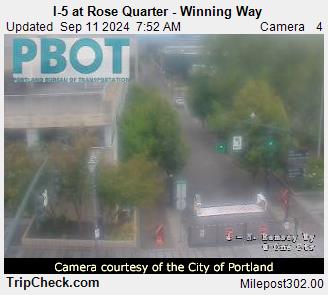 I-5 at Rose Quarter - Winning Way
Updated Sep 11 2024 7:52 AM Camera 4
PBOT
PORTLAND BUREAU OF TRANSPORTATION
Camera courtesy of the City of Portland
TripCheck.com Milepost302.00